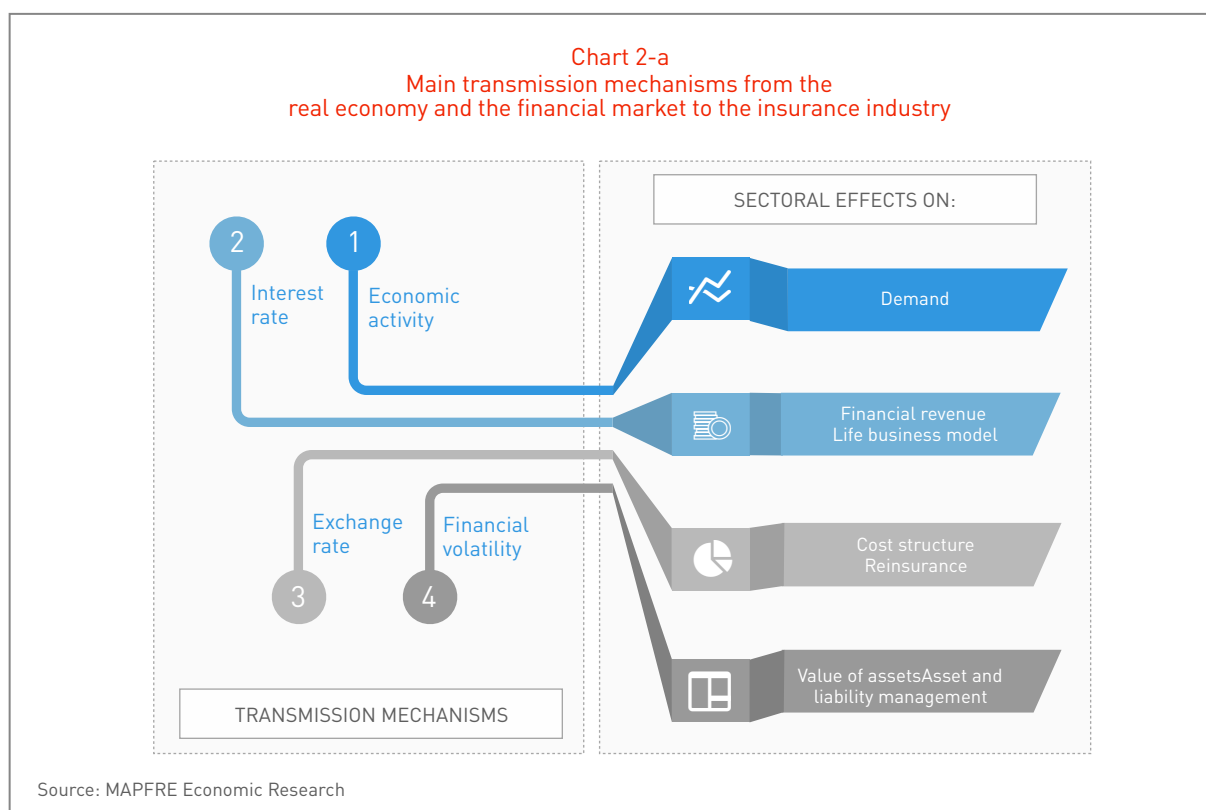 Chart 2-a
Main transmission mechanisms from the
real economy and the financial market to the insurance industry
SECTORAL EFFECTS ON:
2
1
Interest
rate
Economic
activity
Demand
Financial revenue
Life business model
Exchange
rate
Financial
volatility
3
4
Cost structure
Reinsurance
Value of assetsAsset and
liability management
TRANSMISSION MECHANISMS
Source: MAPFRE Economic Research